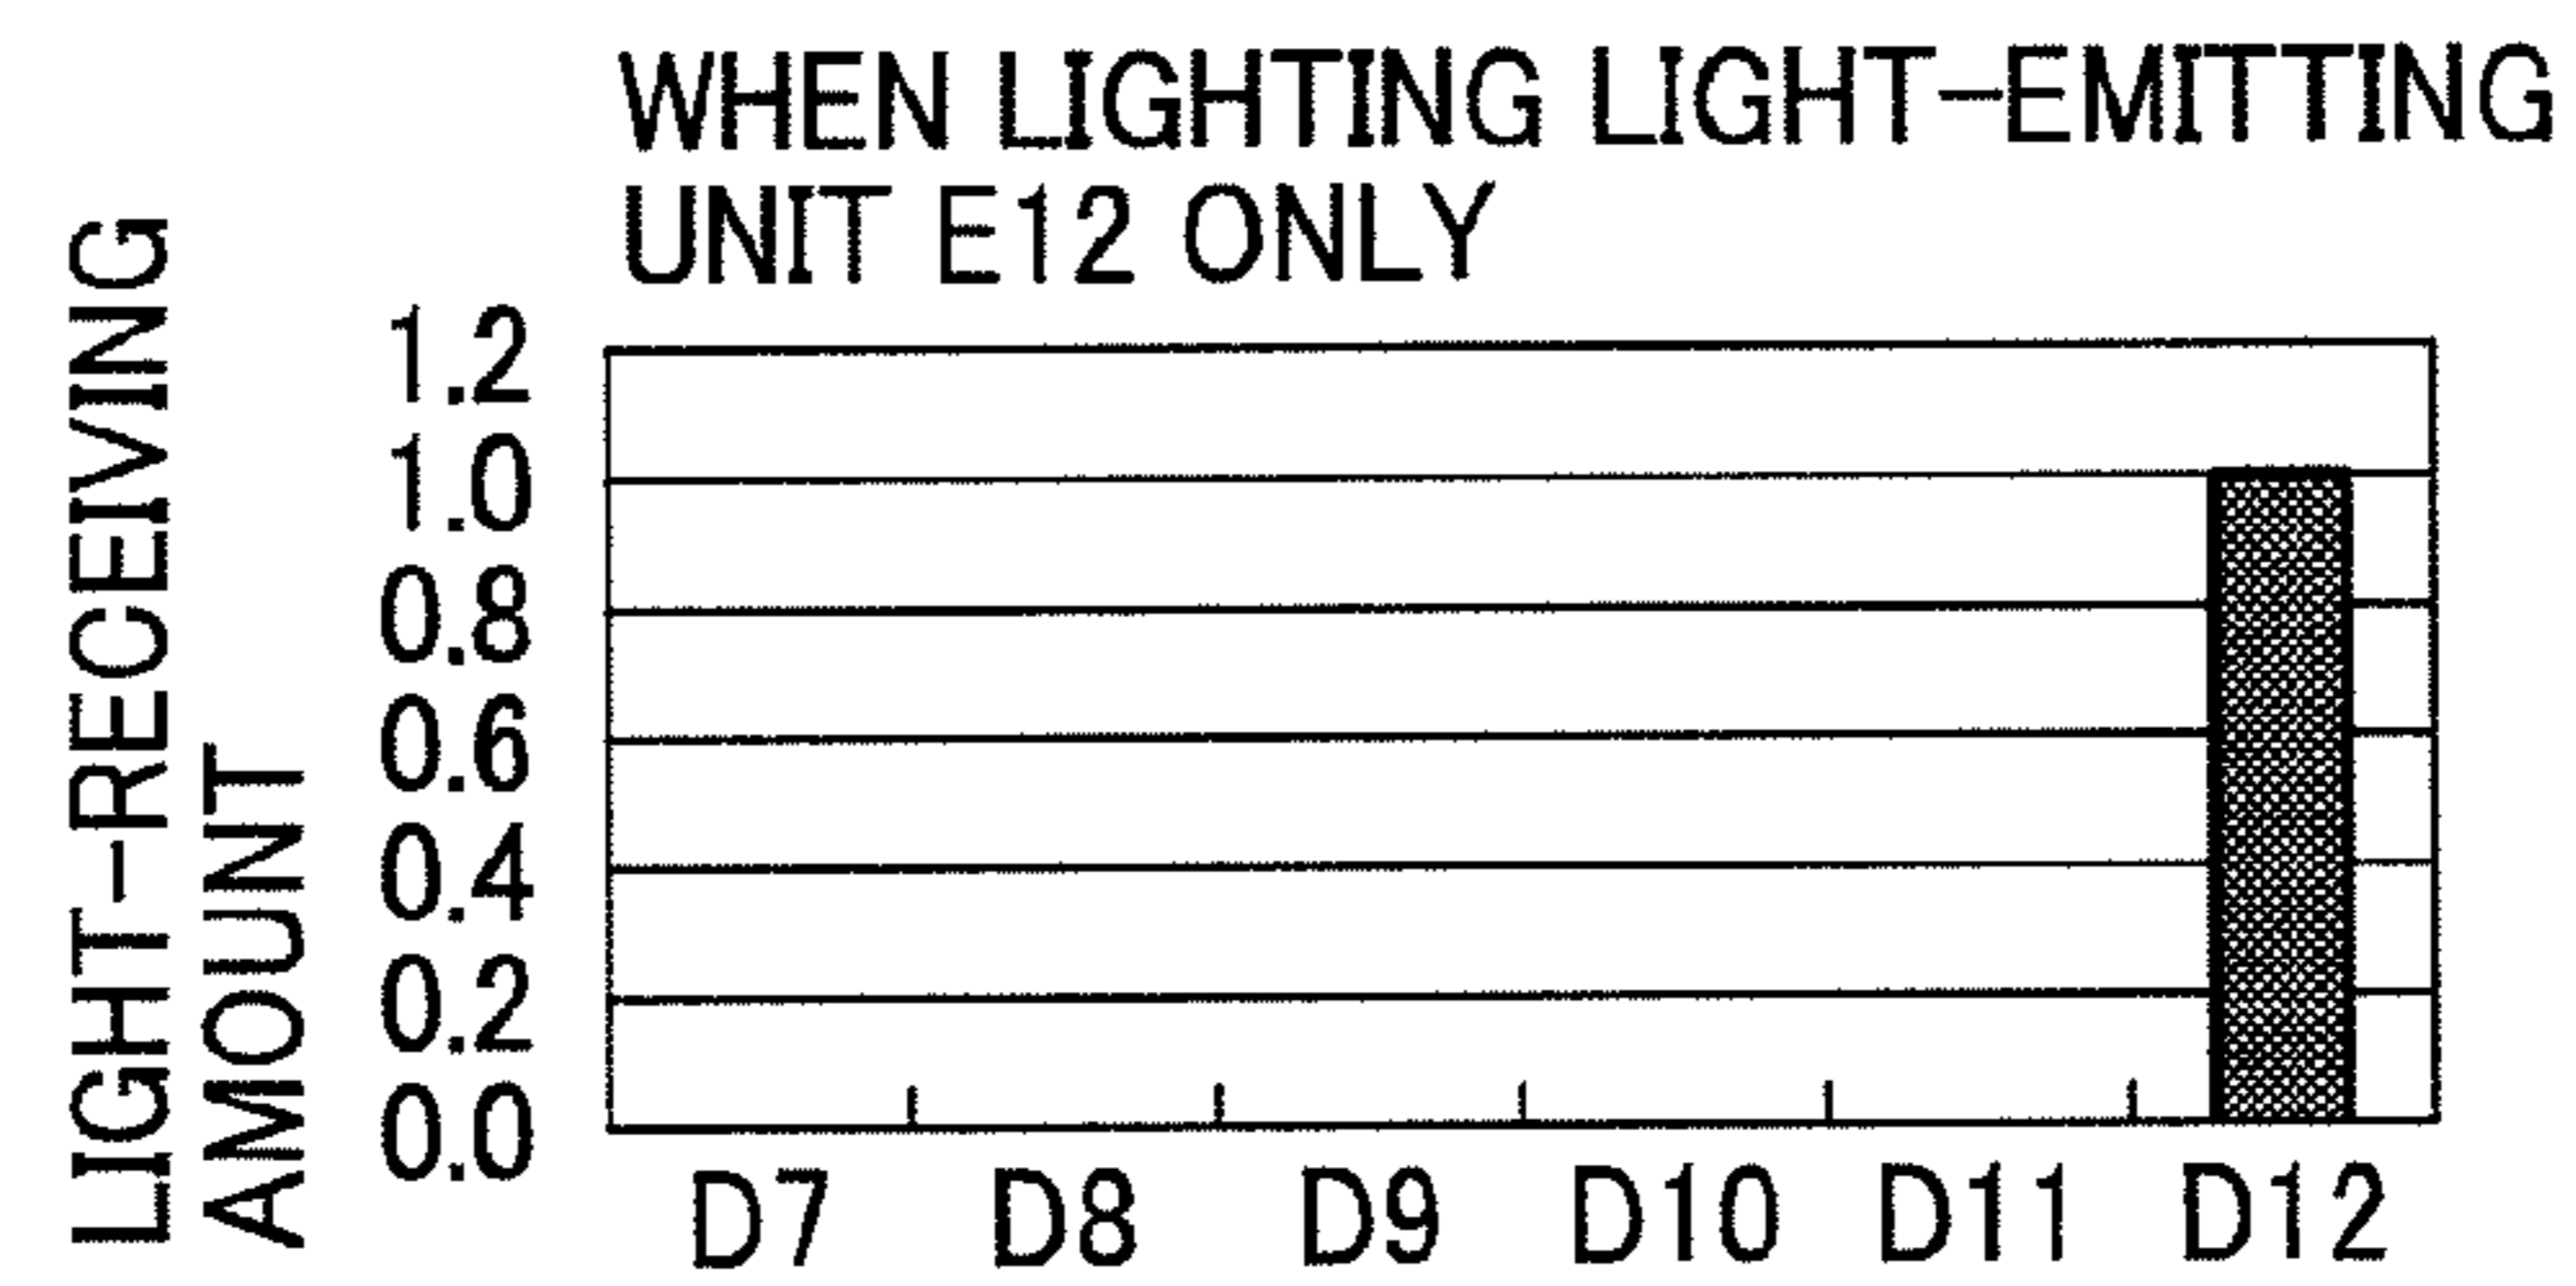 WHEN LIGHTING LIGHT-EMITTING
UNIT E12 ONLY
LIGHT-RECEIVING
AMOUNT
1.2
1.0
0.8
0.6
0.4
0.2
0.0
D7 D8 D9 D10 D11 D12